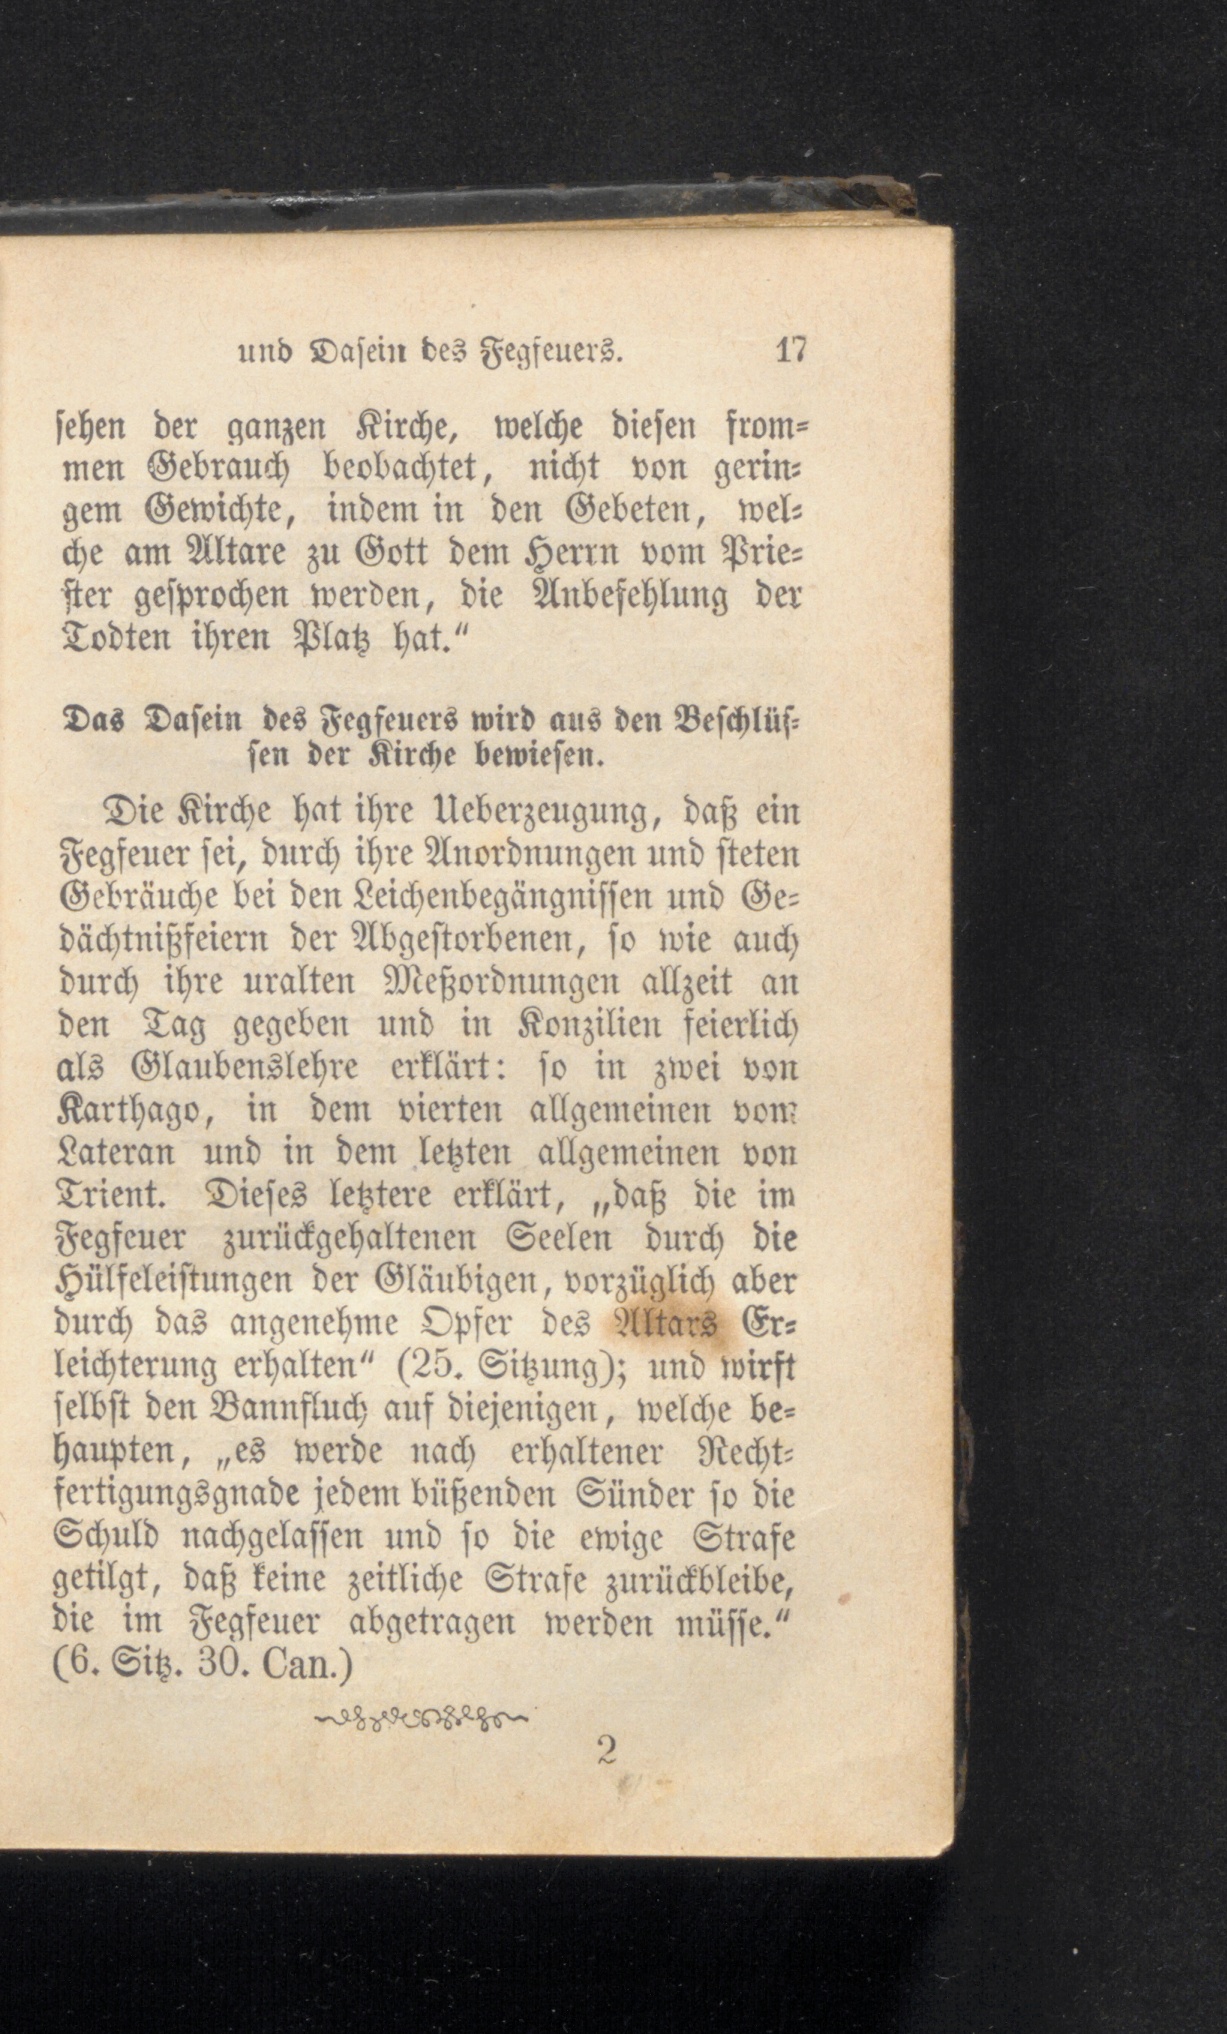 und Dasein des Fegfeuers. 17
sehen der ganzen Kirche, welche diesen from-
men Gebrauch beobachtet, nicht von gerin-
gem Gewichte, indem in den Gebeten, wel-
che am Altare zu Gott dem Herrn vom Prie-
ster gesprochen werden, die Anbefehlung der
Todten ihren Platz hat.“
Das Dasein des Fegfeuers wird aus den Beschlüs-
sen der Kirche bewiesen.
Die Kirche hat ihre Ueberzeugung, daß ein
Fegfeuer sei, durch ihre Anordnungen und steten
Gebräuche bei den Leichenbegängnissen und Ge-
dächtnißfeiern der Abgestorbenen, so wie auch
durch ihre uralten Meßordnungen allzeit an
den Tag gegeben und in Konzilien feierlich
als Glaubenslehre erklärt: so in zwei von
Karthago, in dem vierten allgemeinen vom
Lateran und in dem letzten allgemeinen von
Trient. Dieses letztere erklärt, „daß die im
Fegfeuer zurückgehaltenen Seelen durch die
Hülfeleistungen der Gläubigen, vorzüglich aber
durch das angenehme Opfer des Altars Er-
leichterung erhalten“ (25. Sitzung); und wirft
selbst den Bannfluch auf diejenigen, welche be-
haupten, „es werde nach erhaltener Recht-
fertigungsgnade jedem büßenden Sünder so die
Schuld nachgelassen und so die ewige Strafe
getilgt, daß keine zeitliche Strafe zurückbleibe,
die im Fegfeuer abgetragen werden müsse.“
(6. Sitz. 30. Can.)
2